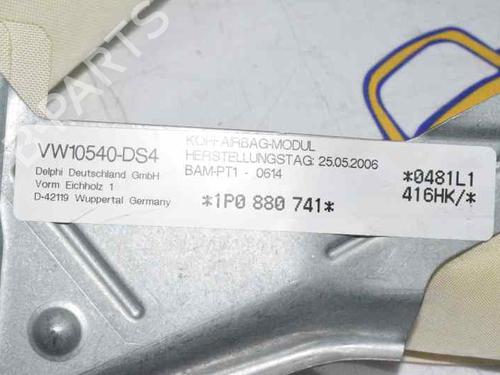 VW10540-DS4
Delphi Deutschland GmbH
Vorm Eichholz 1
D-42119 Wuppertal Germany
KOPFAIRBAG-MODUL
HERSTELLUNGSTAG: 25.05.2006
BAM-PT1 - 0614
*1P0 880 741*
*0481L1
416HK/*